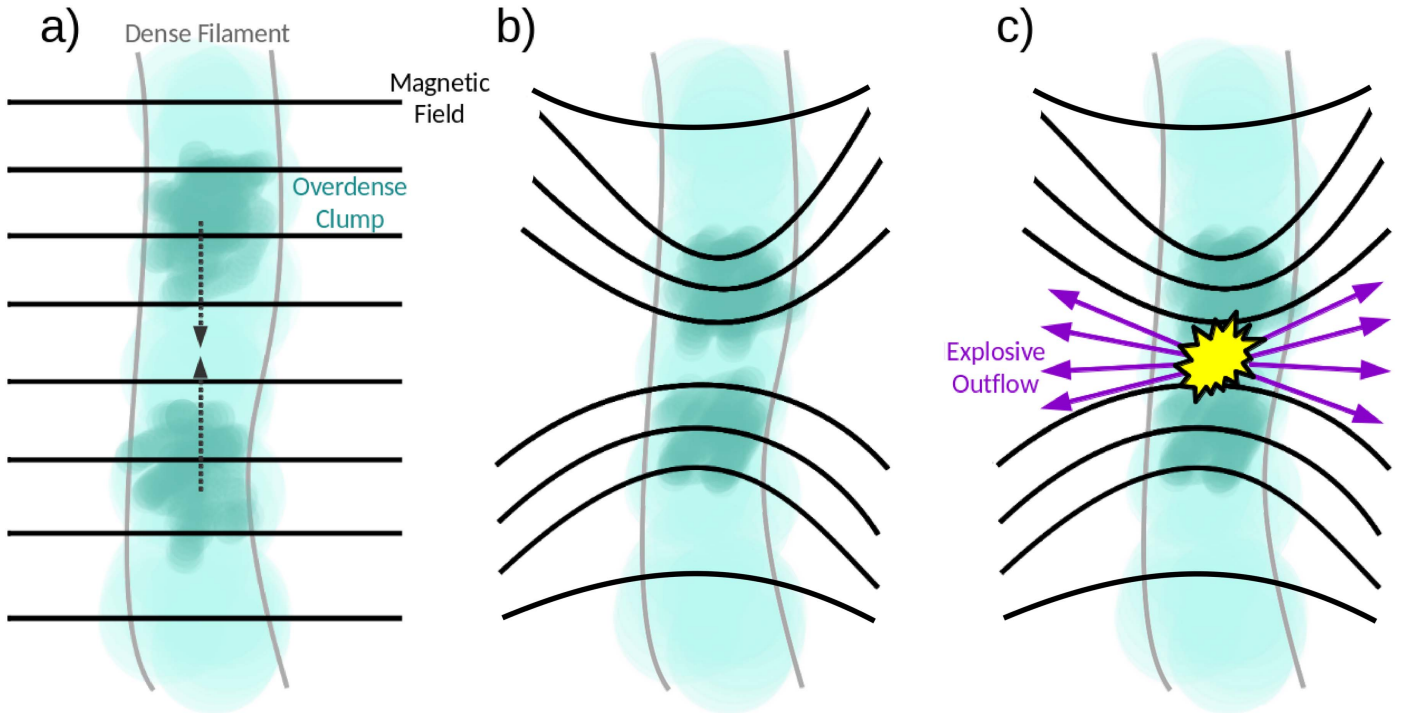 a)
Dense Filament
Magnetic
Field
Overdense
Clump
b)
c)
Explosive
Outflow